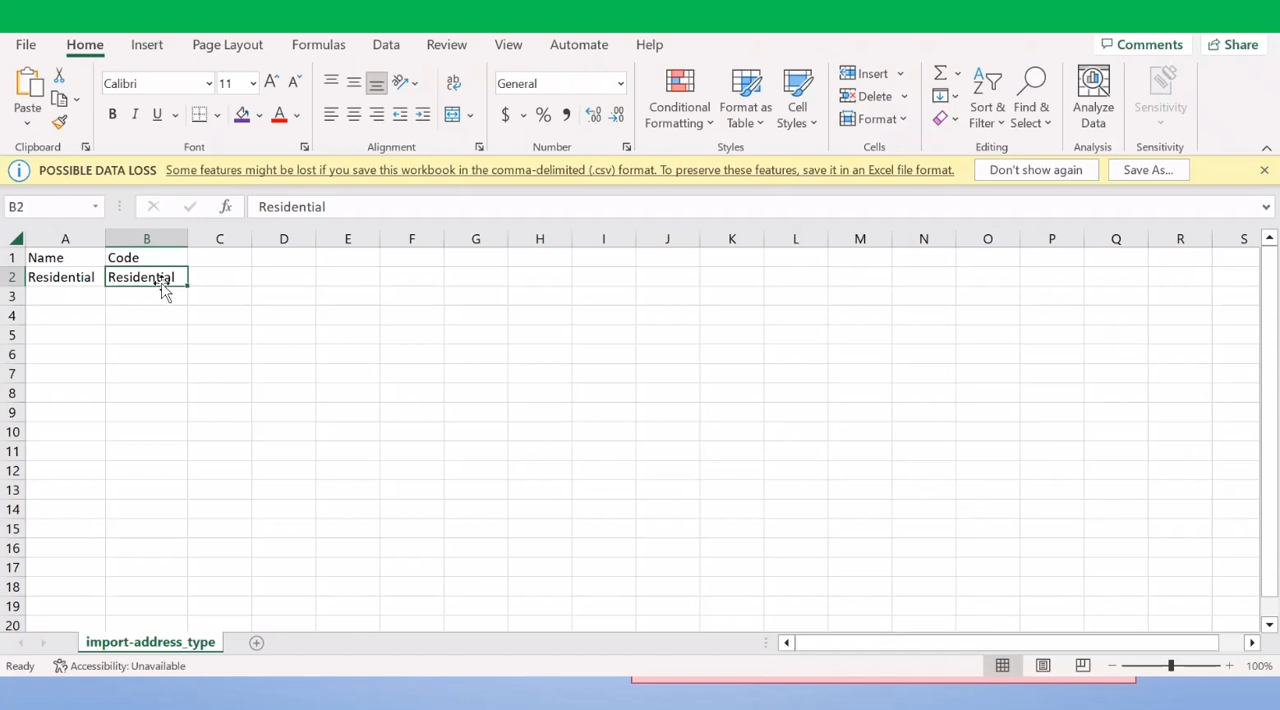 File Home Insert Page Layout Formulas Data Review View Automate Help Comments Share
Paste
Clipboard
Calibri 11
B I U
Font
Alignment
General
$ % 9
Number
Conditional Formatting
Format as Table
Cell Styles
Styles
Insert
Delete
Format
Cells
Sort & Filter
Find & Select
Editing
Analyze Data
Analysis
Sensitivity
Sensitivity
POSSIBLE DATA LOSS Some features might be lost if you save this workbook in the comma-delimited (.csv) format. To preserve these features, save it in an Excel file format. Don't show again Save As...
B2 fx Residential
A B C D E F G H I J K L M N O P Q R S
1 Name Code
2 Residential Residential
3
4
5
6
7
8
9
10
11
12
13
14
15
16
17
18
19
20
import-address_type
Ready Accessibility: Unavailable 100%